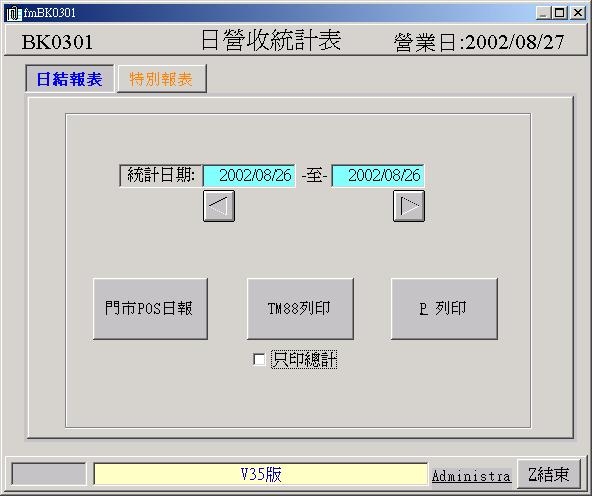 fmBK0301
BK0301 日營收統計表 營業日:2002/08/27
日結報表 特別報表
統計日期: 2002/08/26 -至- 2002/08/26
門市POS日報 TM88列印 P 列印
只印總計
V35版 Administra Z結束